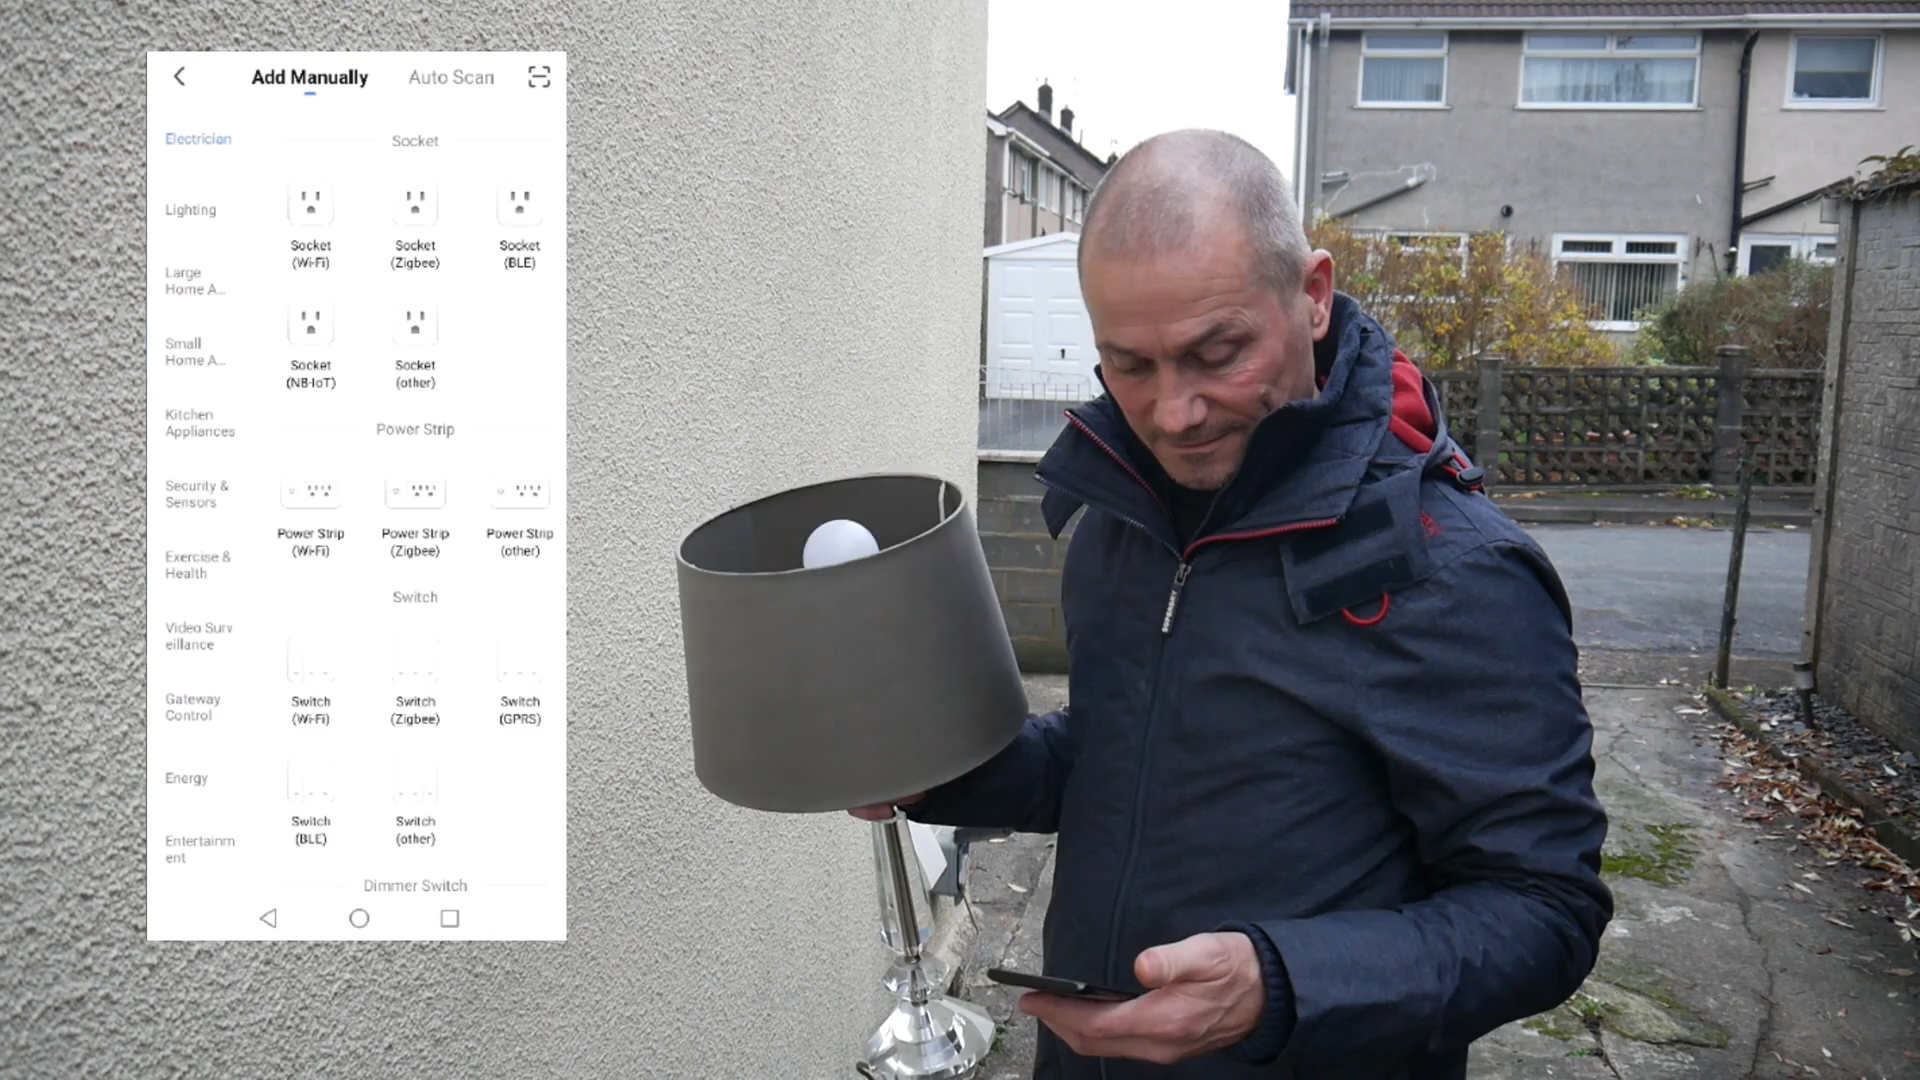 Add Manually
Auto Scan
Electrician
Lighting
Large
Home A...
Small
Home A...
Kitchen
Appliances
Security &
Sensors
Exercise &
Health
Video Surv
eillance
Gateway
Control
Energy
Entertainm
ent
Socket
Socket
(Wi-Fi)
Socket
(Zigbee)
Socket
(BLE)
Socket
(NB-IoT)
Socket
(other)
Power Strip
Power Strip
(Wi-Fi)
Power Strip
(Zigbee)
Power Strip
(other)
Switch
Switch
(Wi-Fi)
Switch
(Zigbee)
Switch
(GPRS)
Switch
(BLE)
Switch
(other)
Dimmer Switch
SUPERDRY